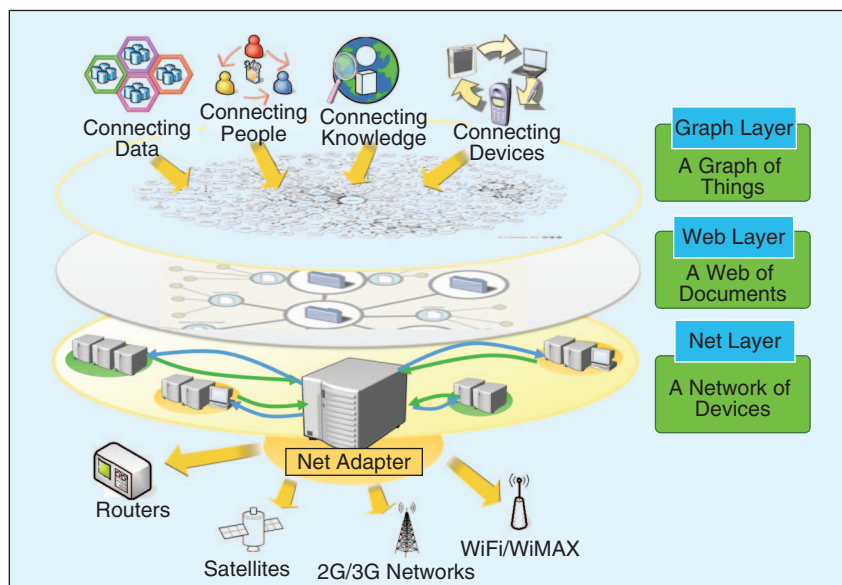 Connecting
Data
Connecting
People
Connecting
Knowledge
Connecting
Devices
Graph Layer
A Graph of
Things
Web Layer
A Web of
Documents
Net Layer
A Network of
Devices
Net Adapter
Routers
Satellites
2G/3G Networks
WiFi/WiMAX